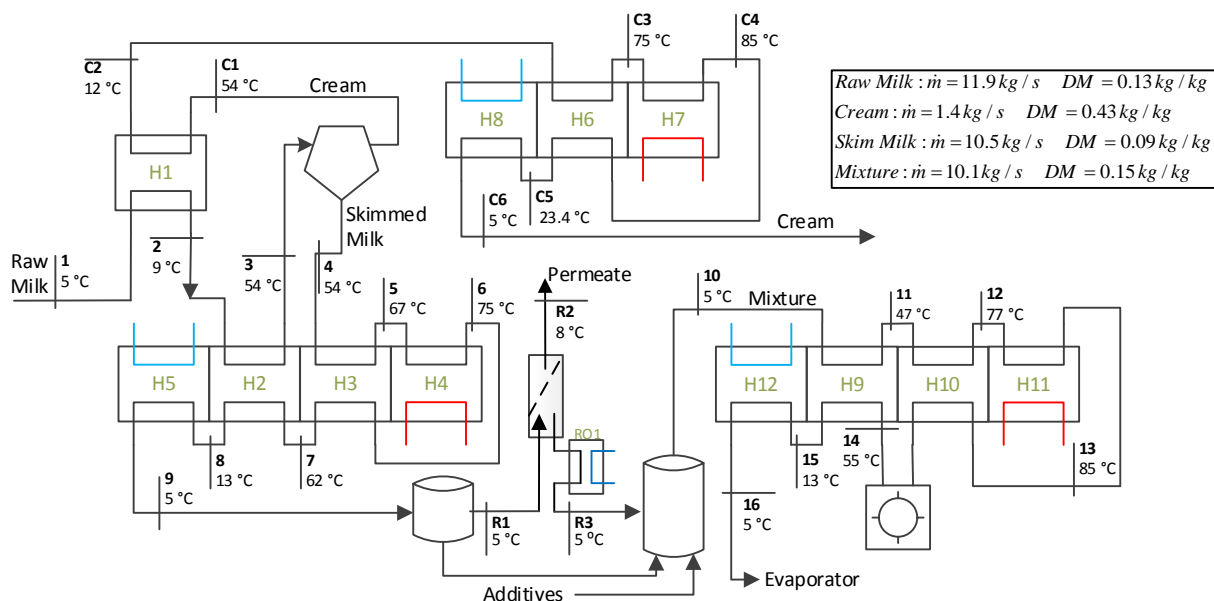 C3
75 °C
C4
85 °C
C2
12 °C
C1
54 °C
Cream
Raw Milk : ṁ = 11.9 kg / s DM = 0.13 kg / kg
Cream : ṁ = 1.4 kg / s DM = 0.43 kg / kg
Skim Milk : ṁ = 10.5 kg / s DM = 0.09 kg / kg
Mixture : ṁ = 10.1 kg / s DM = 0.15 kg / kg
H8
H6
H7
H1
C6
5 °C
C5
23.4 °C
Cream
Skimmed
Milk
Raw
Milk
1
5 °C
2
9 °C
3
54 °C
4
54 °C
5
67 °C
6
75 °C
Permeate
R2
8 °C
10
5 °C
Mixture
11
47 °C
12
77 °C
H5
H2
H3
H4
H12
H9
H10
H11
RO1
9
5 °C
8
13 °C
7
62 °C
R1
5 °C
R3
5 °C
14
55 °C
15
13 °C
13
85 °C
16
5 °C
Additives
Evaporator